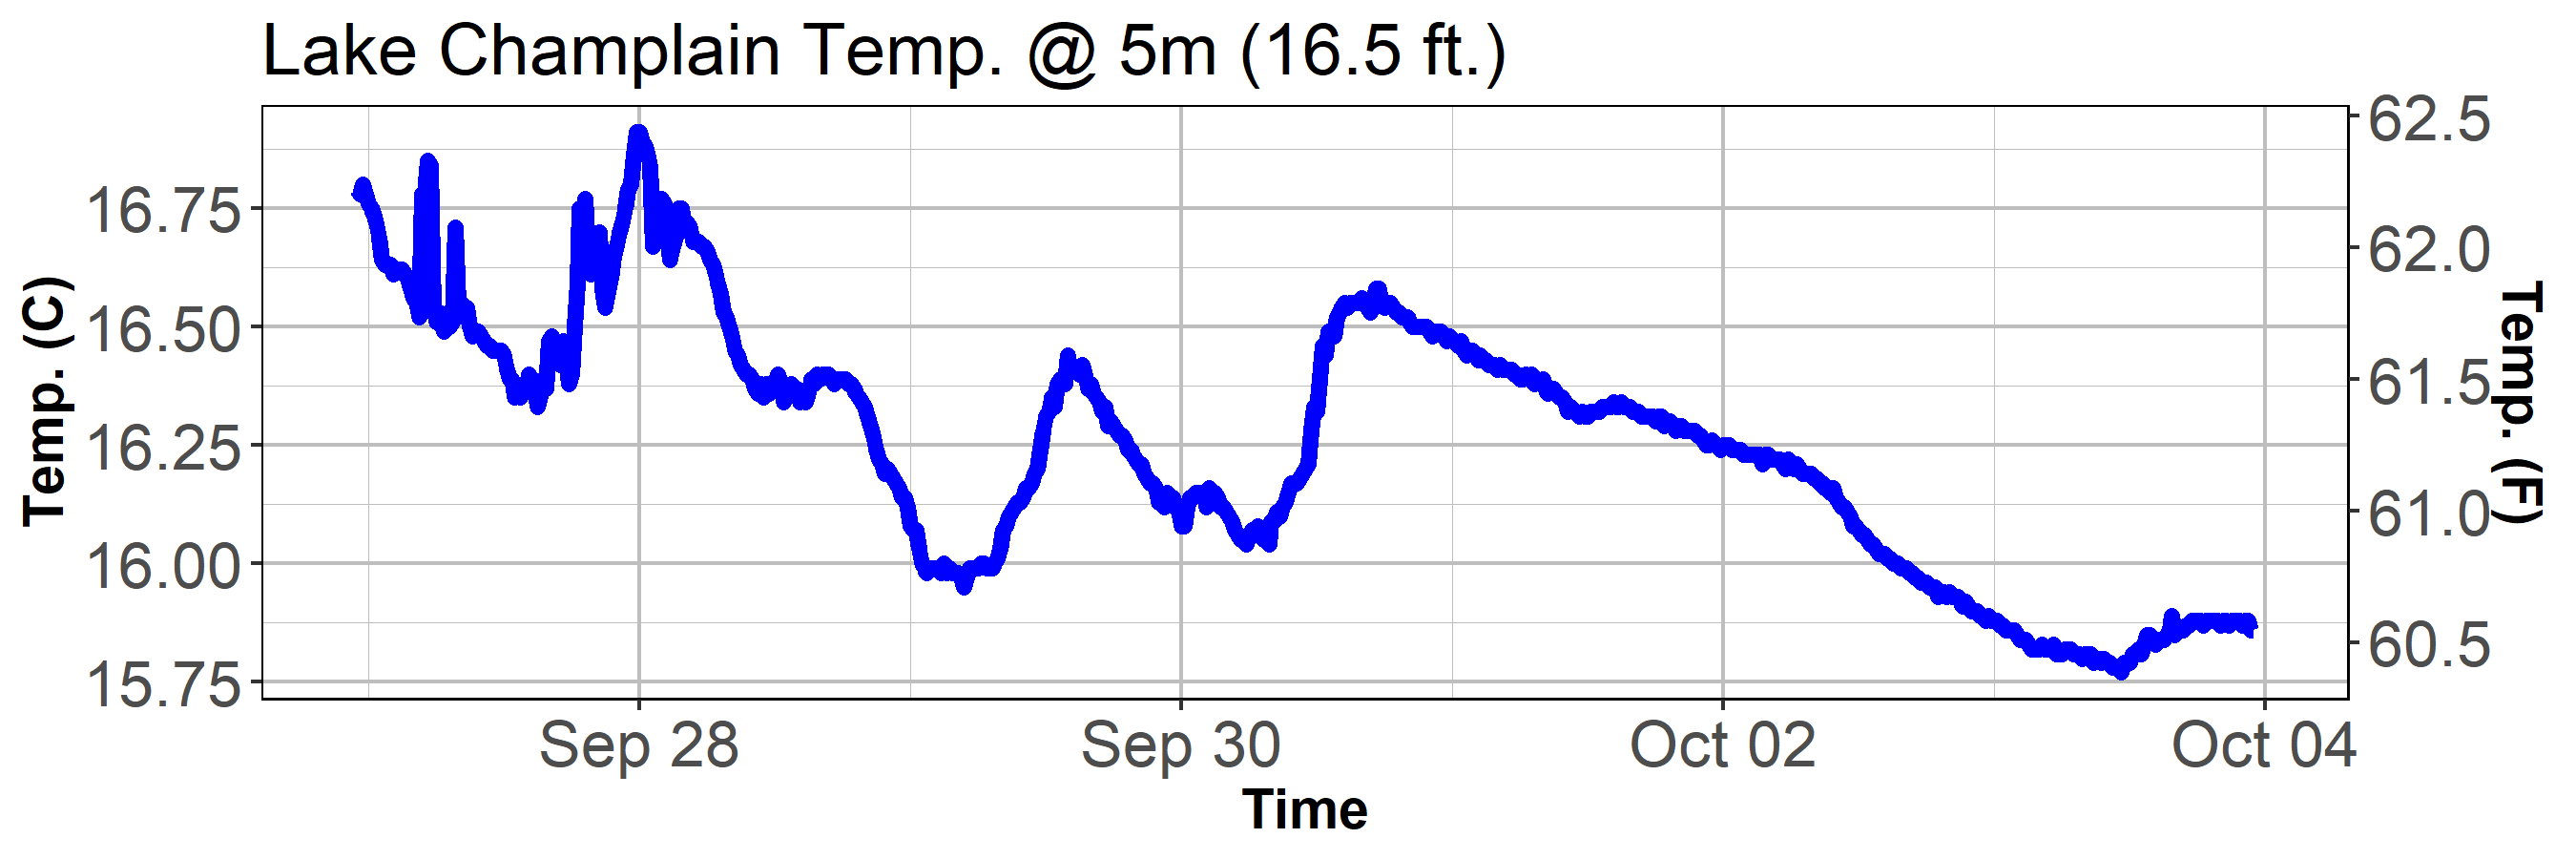 Lake Champlain Temp. @ 5m (16.5 ft.)
Temp. (C)
16.75
16.50
16.25
16.00
15.75
62.5
62.0
61.5
61.0
60.5
Temp. (F)
Sep 28
Sep 30
Oct 02
Oct 04
Time